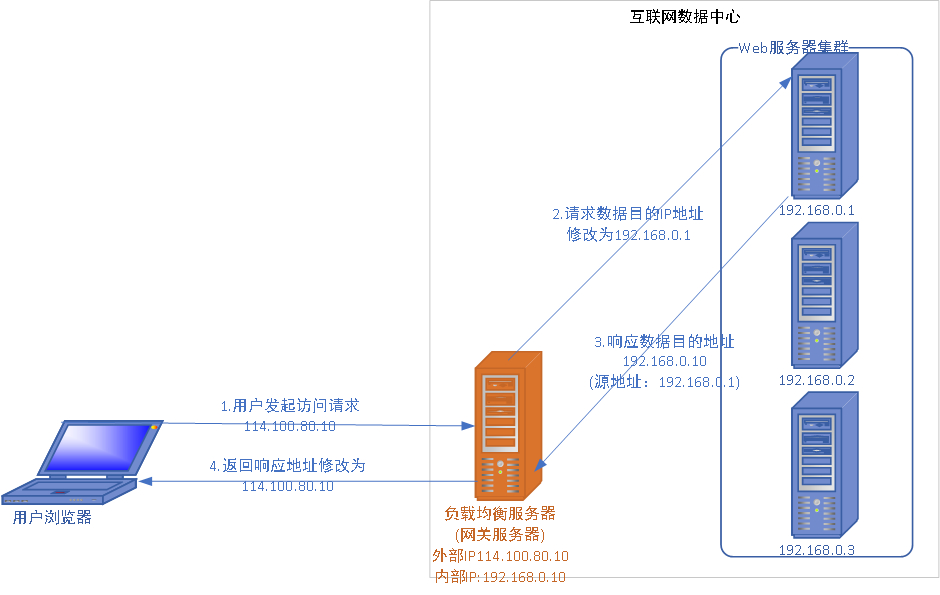 互联网数据中心
Web服务器集群
192.168.0.1
2.请求数据目的IP地址
修改为192.168.0.1
3.响应数据目的地址
192.168.0.10
(源地址：192.168.0.1)
192.168.0.2
1.用户发起访问请求
114.100.80.10
4.返回响应地址修改为
114.100.80.10
用户浏览器
负载均衡服务器
(网关服务器)
外部IP114.100.80.10
内部IP:192.168.0.10
192.168.0.3